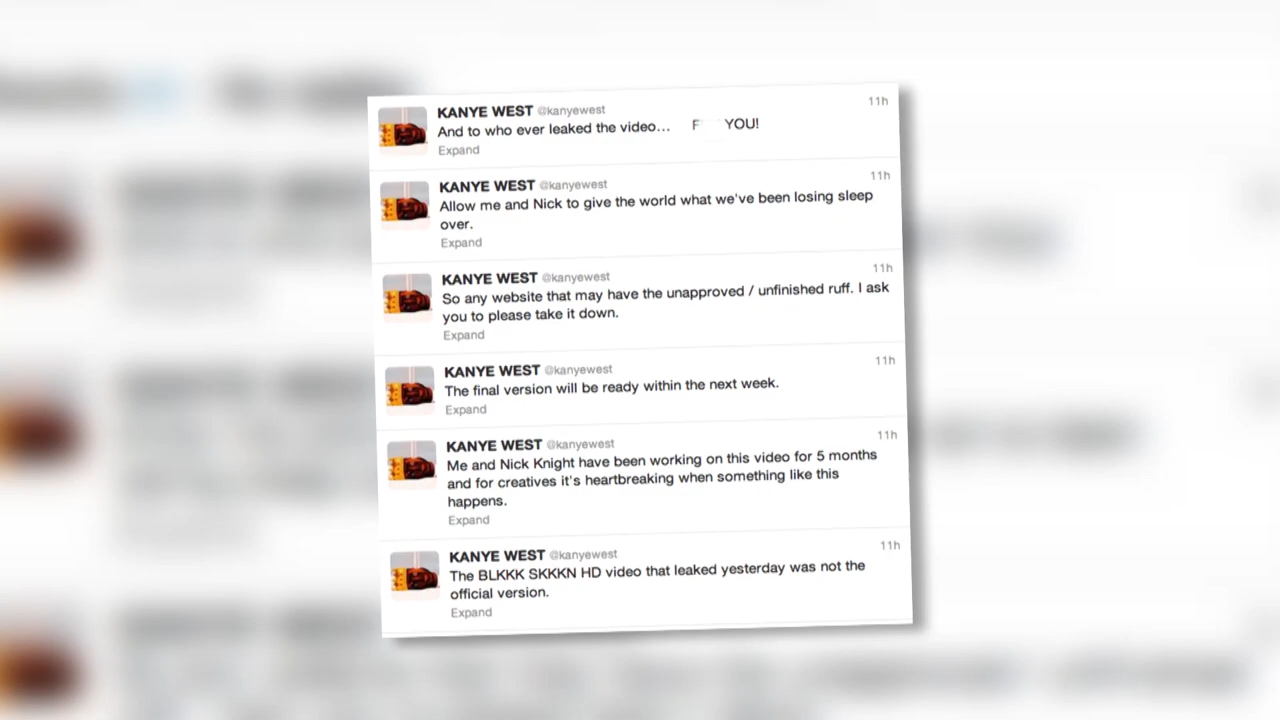 KANYE WEST @kanyewest 11h
And to who ever leaked the video... F YOU!
Expand
KANYE WEST @kanyewest 11h
Allow me and Nick to give the world what we've been losing sleep
over.
Expand
KANYE WEST @kanyewest 11h
So any website that may have the unapproved / unfinished ruff. I ask
you to please take it down.
Expand
KANYE WEST @kanyewest 11h
The final version will be ready within the next week.
Expand
KANYE WEST @kanyewest 11h
Me and Nick Knight have been working on this video for 5 months
and for creatives it's heartbreaking when something like this
happens.
Expand
KANYE WEST @kanyewest 11h
The BLKKK SKKKN HD video that leaked yesterday was not the
official version.
Expand